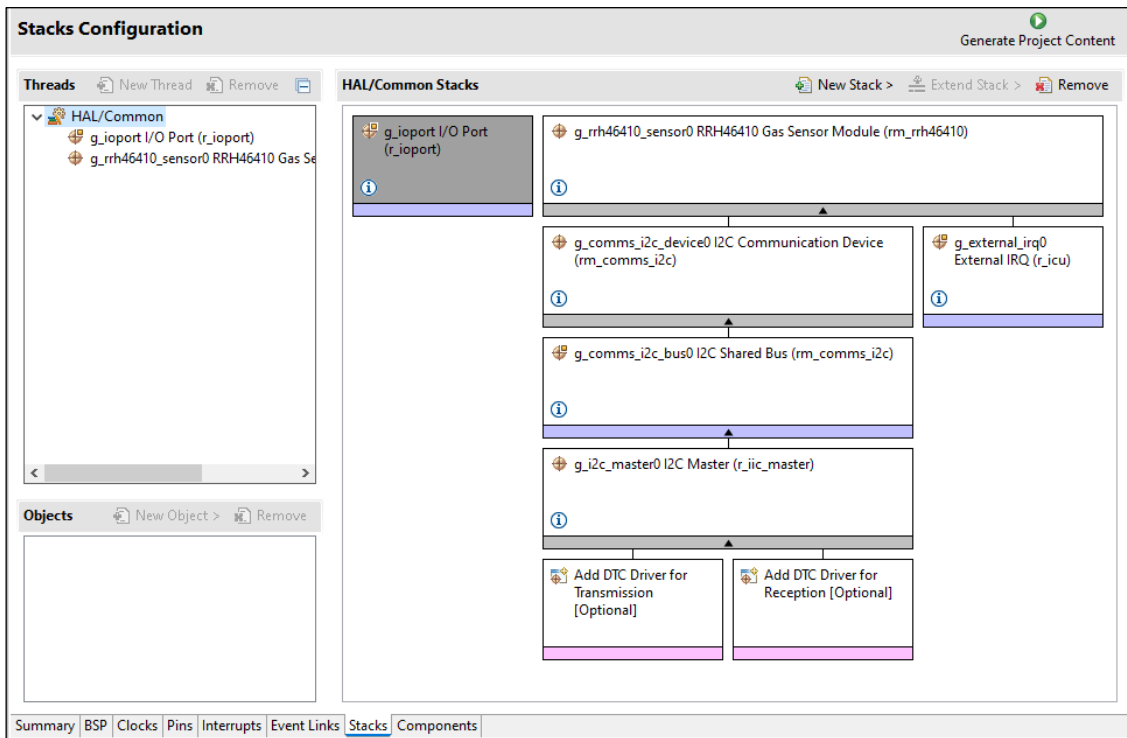 Stacks Configuration
Generate Project Content
Threads
New Thread
Remove
HAL/Common
g_ioport I/O Port (r_ioport)
g_rrh46410_sensor0 RRH46410 Gas Se
Objects
New Object >
Remove
HAL/Common Stacks
New Stack >
Extend Stack >
Remove
g_ioport I/O Port
(r_ioport)
g_rrh46410_sensor0 RRH46410 Gas Sensor Module (rm_rrh46410)
g_comms_i2c_device0 I2C Communication Device
(rm_comms_i2c)
g_external_irq0
External IRQ (r_icu)
g_comms_i2c_bus0 I2C Shared Bus (rm_comms_i2c)
g_i2c_master0 I2C Master (r_iic_master)
Add DTC Driver for
Transmission
[Optional]
Add DTC Driver for
Reception [Optional]
Summary BSP Clocks Pins Interrupts Event Links Stacks Components